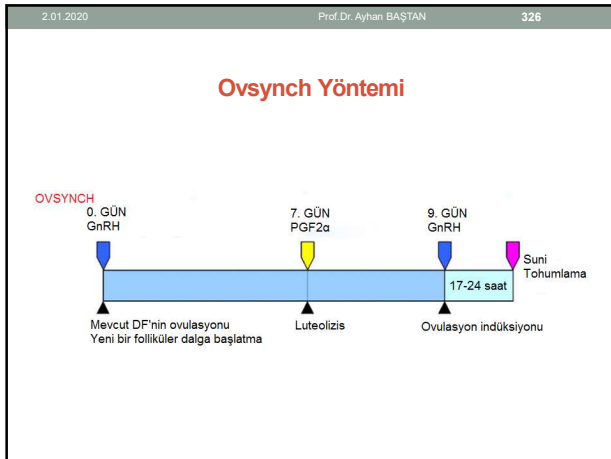 2.01.2020 Prof.Dr. Ayhan BAŞTAN 326
Ovsynch Yöntemi
OVSYNCH
0. GÜN
GnRH
7. GÜN
PGF2α
9. GÜN
GnRH
Suni
Tohumlama
17-24 saat
Mevcut DF'nin ovulasyonu
Yeni bir folliküler dalga başlatma
Luteolizis
Ovulasyon indüksiyonu